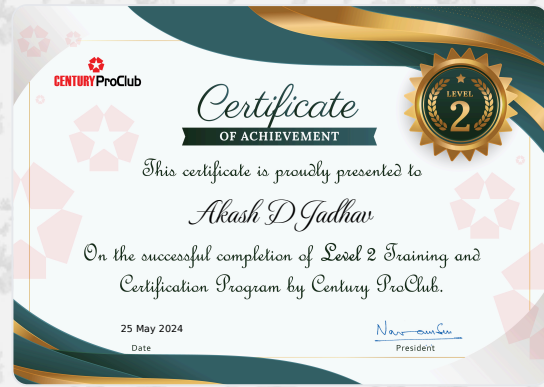 CENTURY ProClub
LEVEL
2
Certificate
OF ACHIEVEMENT
This certificate is proudly presented to
Akash D Jadhav
On the successful completion of Level 2 Training and
Certification Program by Century ProClub.
25 May 2024
Date
President